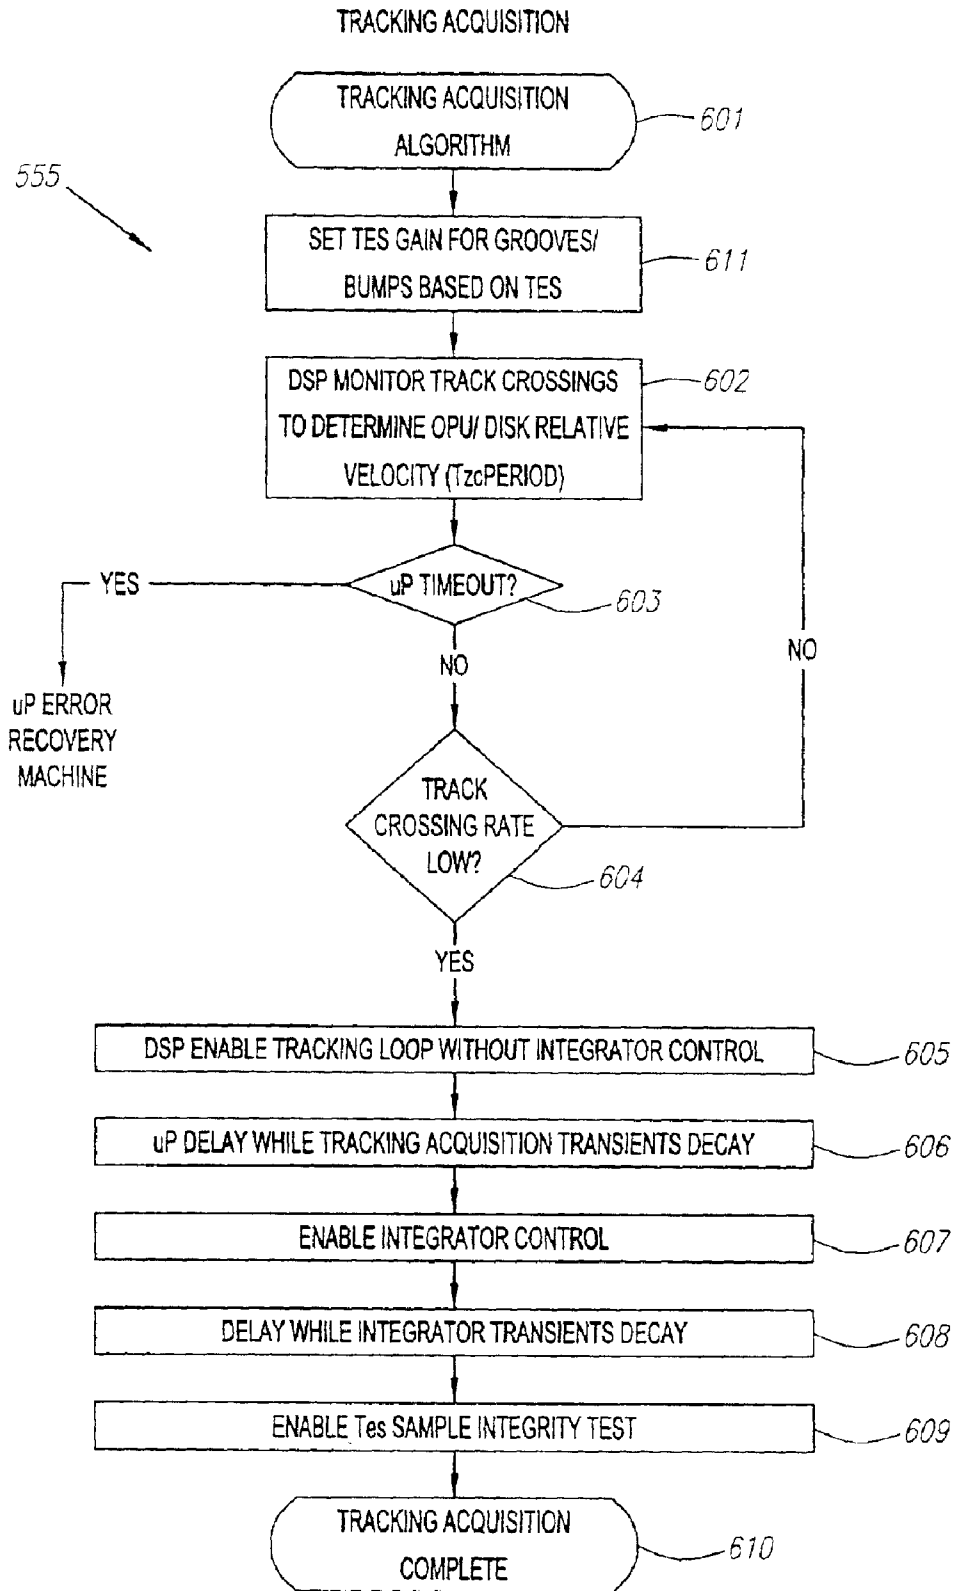 TRACKING ACQUISITION
TRACKING ACQUISITION
ALGORITHM
601
555
SET TES GAIN FOR GROOVES/
BUMPS BASED ON TES
611
DSP MONITOR TRACK CROSSINGS
TO DETERMINE OPU/ DISK RELATIVE
VELOCITY (TzcPERIOD)
602
uP TIMEOUT?
603
YES
NO
NO
uP ERROR
RECOVERY
MACHINE
TRACK
CROSSING RATE
LOW?
604
YES
DSP ENABLE TRACKING LOOP WITHOUT INTEGRATOR CONTROL
605
uP DELAY WHILE TRACKING ACQUISITION TRANSIENTS DECAY
606
ENABLE INTEGRATOR CONTROL
607
DELAY WHILE INTEGRATOR TRANSIENTS DECAY
608
ENABLE Tes SAMPLE INTEGRITY TEST
609
TRACKING ACQUISITION
COMPLETE
610